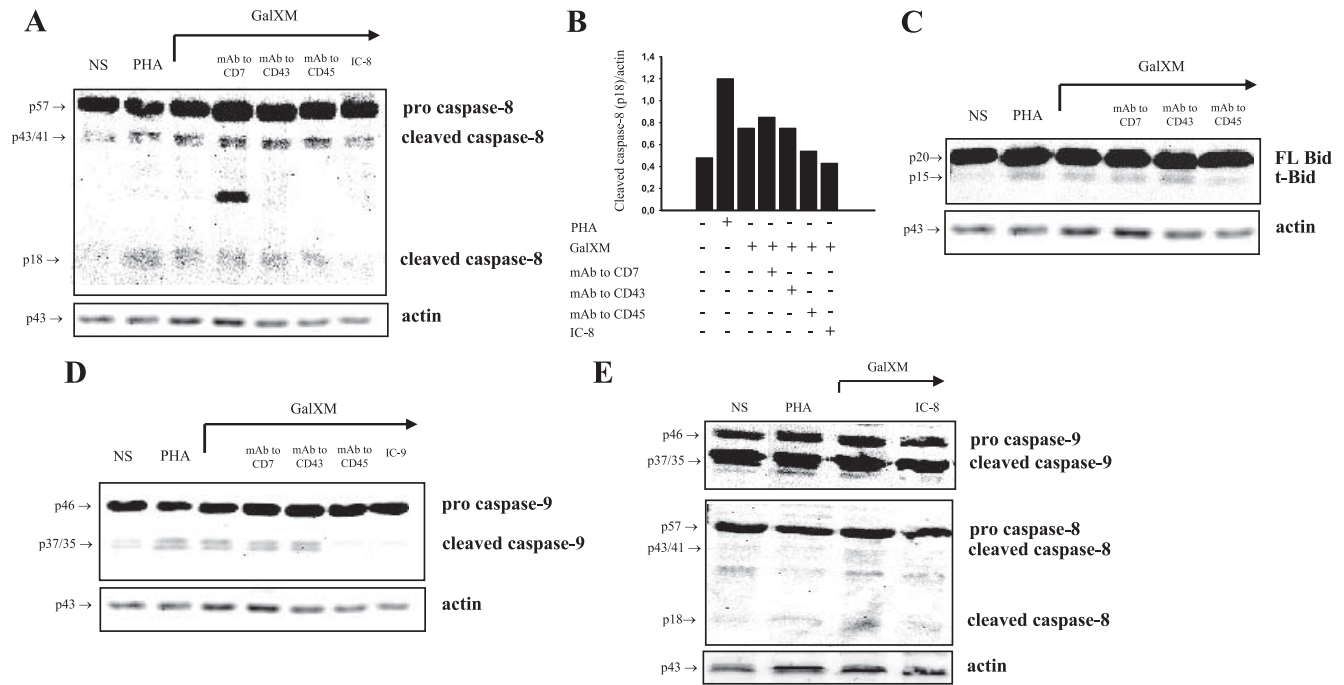 A
GalXM
NS PHA mAb to CD7 mAb to CD43 mAb to CD45 IC-8
p57 → pro caspase-8
p43/41 → cleaved caspase-8
p18 → cleaved caspase-8
p43 → actin
B
Cleaved caspase-8 (p18)/actin
1,4
1,2
1,0
0,8
0,6
0,4
0,2
0,0
PHA - + - - - - -
GalXM - - + + + + +
mAb to CD7 - - - + - - -
mAb to CD43 - - - - + - -
mAb to CD45 - - - - - + -
IC-8 - - - - - - +
C
GalXM
NS PHA mAb to CD7 mAb to CD43 mAb to CD45
p20 → FL Bid
p15 → t-Bid
p43 → actin
D
GalXM
NS PHA mAb to CD7 mAb to CD43 mAb to CD45 IC-9
p46 → pro caspase-9
p37/35 → cleaved caspase-9
p43 → actin
E
GalXM
NS PHA IC-8
p46 → pro caspase-9
p37/35 → cleaved caspase-9
p57 → pro caspase-8
p43/41 → cleaved caspase-8
p18 → cleaved caspase-8
p43 → actin